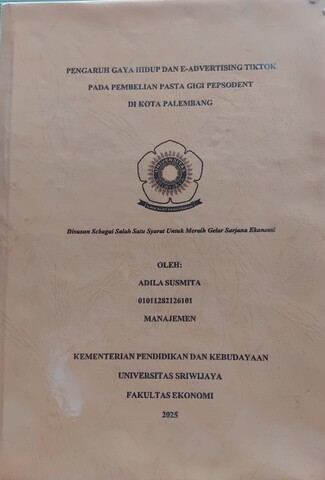 PENGARUH GAYA HIDUP DAN E-ADVERTISING TIKTOK
PADA PEMBELIAN PASTA GIGI PEPSODENT
DI KOTA PALEMBANG
Disusun Sebagai Salah Satu Syarat Untuk Meraih Gelar Sarjana Ekonomi
OLEH:
ADILA SUSMITA
01011282126101
MANAJEMEN
KEMENTERIAN PENDIDIKAN DAN KEBUDAYAAN
UNIVERSITAS SRIWIJAYA
FAKULTAS EKONOMI
2025